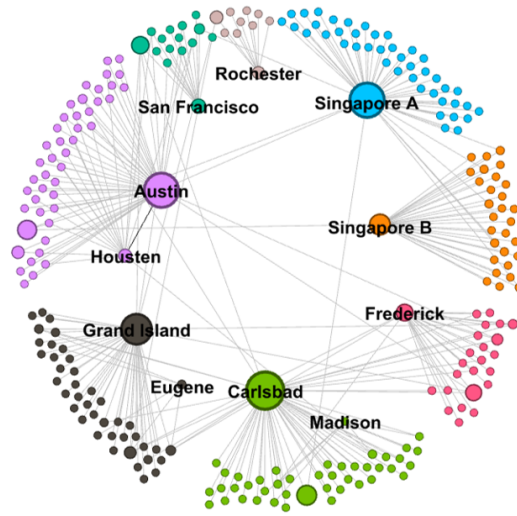 Rochester
San Francisco
Singapore A
Austin
Singapore B
Housten
Frederick
Grand Island
Eugene
Carlsbad
Madison